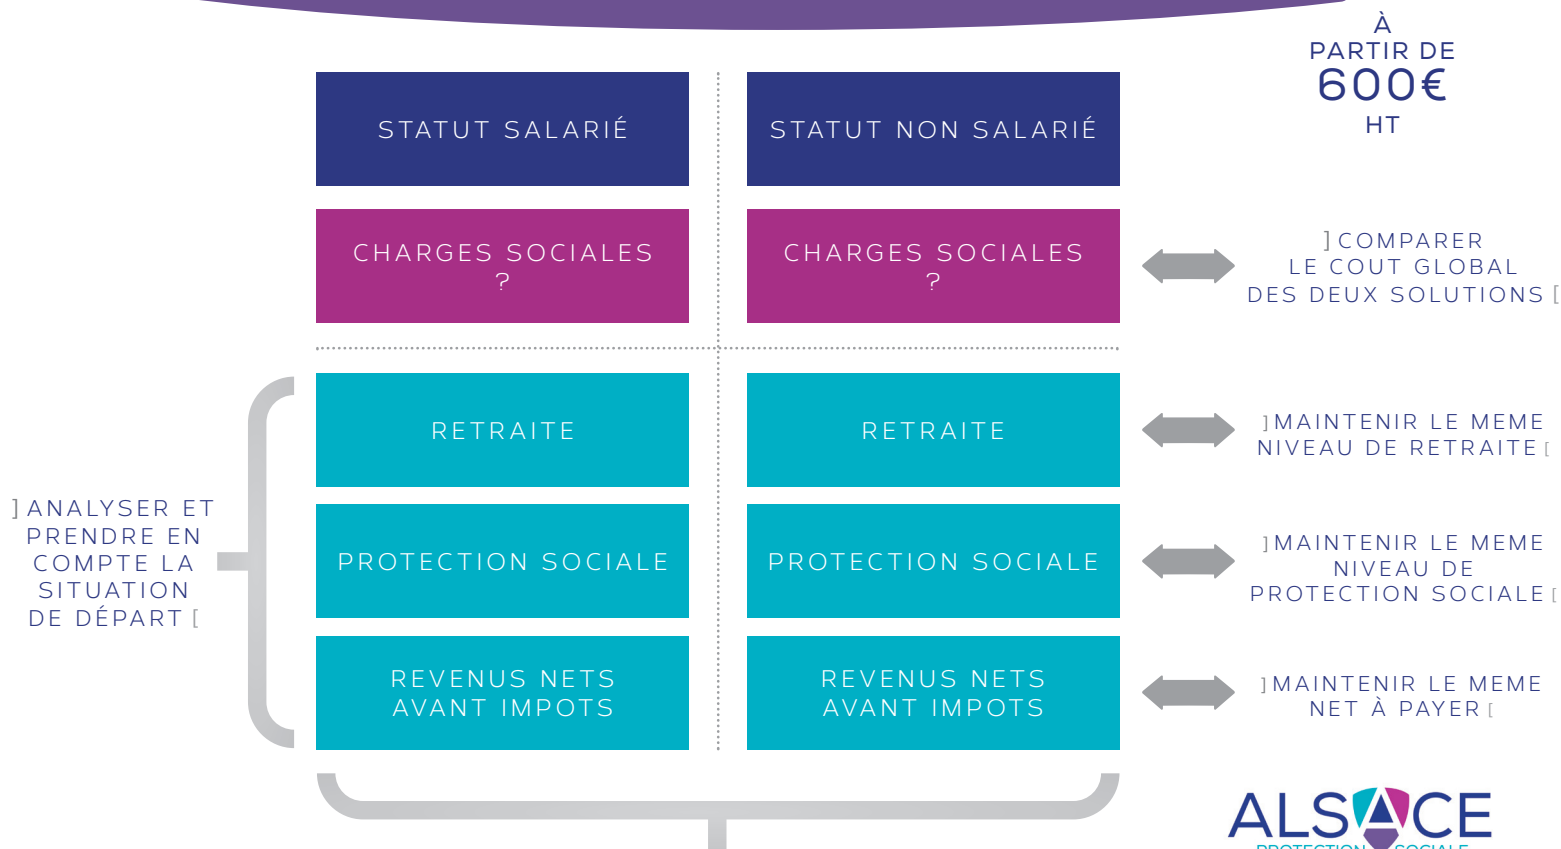 À
PARTIR DE
600€
HT
STATUT SALARIÉ
STATUT NON SALARIÉ
CHARGES SOCIALES
?
CHARGES SOCIALES
?
] COMPARER
LE COUT GLOBAL
DES DEUX SOLUTIONS [
] ANALYSER ET
PRENDRE EN
COMPTE LA
SITUATION
DE DÉPART [
RETRAITE
RETRAITE
] MAINTENIR LE MEME
NIVEAU DE RETRAITE [
PROTECTION SOCIALE
PROTECTION SOCIALE
] MAINTENIR LE MEME
NIVEAU DE
PROTECTION SOCIALE [
REVENUS NETS
AVANT IMPOTS
REVENUS NETS
AVANT IMPOTS
] MAINTENIR LE MEME
NET À PAYER [
ALSACE
PROTECTION SOCIALE